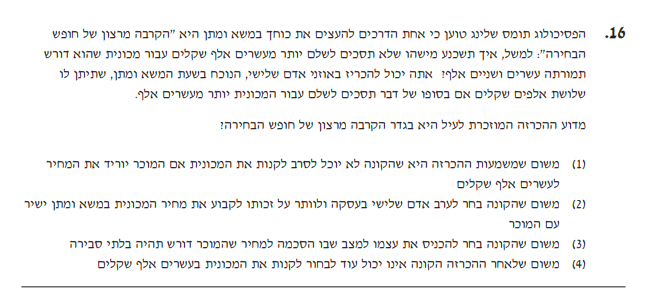 16. הפסיכולוג תומס שלינג טוען כי אחת הדרכים להעצים את כוחך במשא ומתן היא "הקרבה מרצון של חופש
הבחירה": למשל, איך תשכנע מישהו שלא תסכים לשלם יותר מעשרים אלף שקלים עבור מכונית שהוא דורש
תמורתה עשרים ושניים אלף? אתה יכול להכריז באוזני אדם שלישי, הנוכח בשעת המשא ומתן, שתיתן לו
שלושת אלפים שקלים אם בסופו של דבר תסכים לשלם עבור המכונית יותר מעשרים אלף.
מדוע ההכרזה המוזכרת לעיל היא בגדר הקרבה מרצון של חופש הבחירה?
(1) משום שמשמעות ההכרזה היא שהקונה לא יוכל לסרב לקנות את המכונית אם המוכר יוריד את המחיר
לעשרים אלף שקלים
(2) משום שהקונה בחר לערב אדם שלישי בעסקה ולוותר על זכותו לקבוע את מחיר המכונית במשא ומתן ישיר
עם המוכר
(3) משום שהקונה בחר להכניס את עצמו למצב שבו הסכמה למחיר שהמוכר דורש תהיה בלתי סבירה
(4) משום שלאחר ההכרזה הקונה אינו יכול עוד לבחור לקנות את המכונית בעשרים אלף שקלים